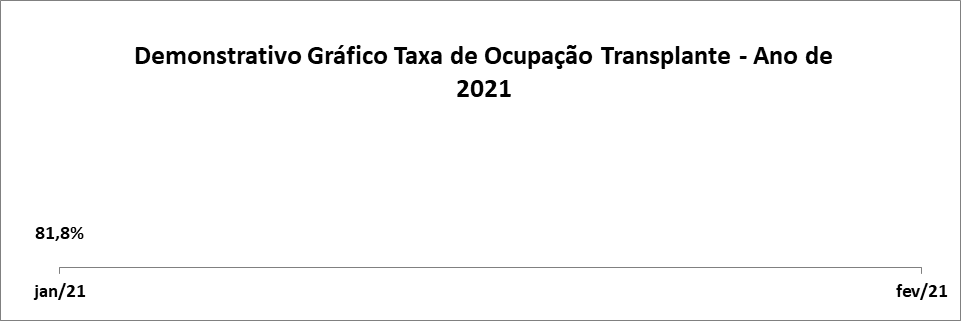 Demonstrativo Gráfico Taxa de Ocupação Transplante - Ano de
2021
81,8%
jan/21
fev/21